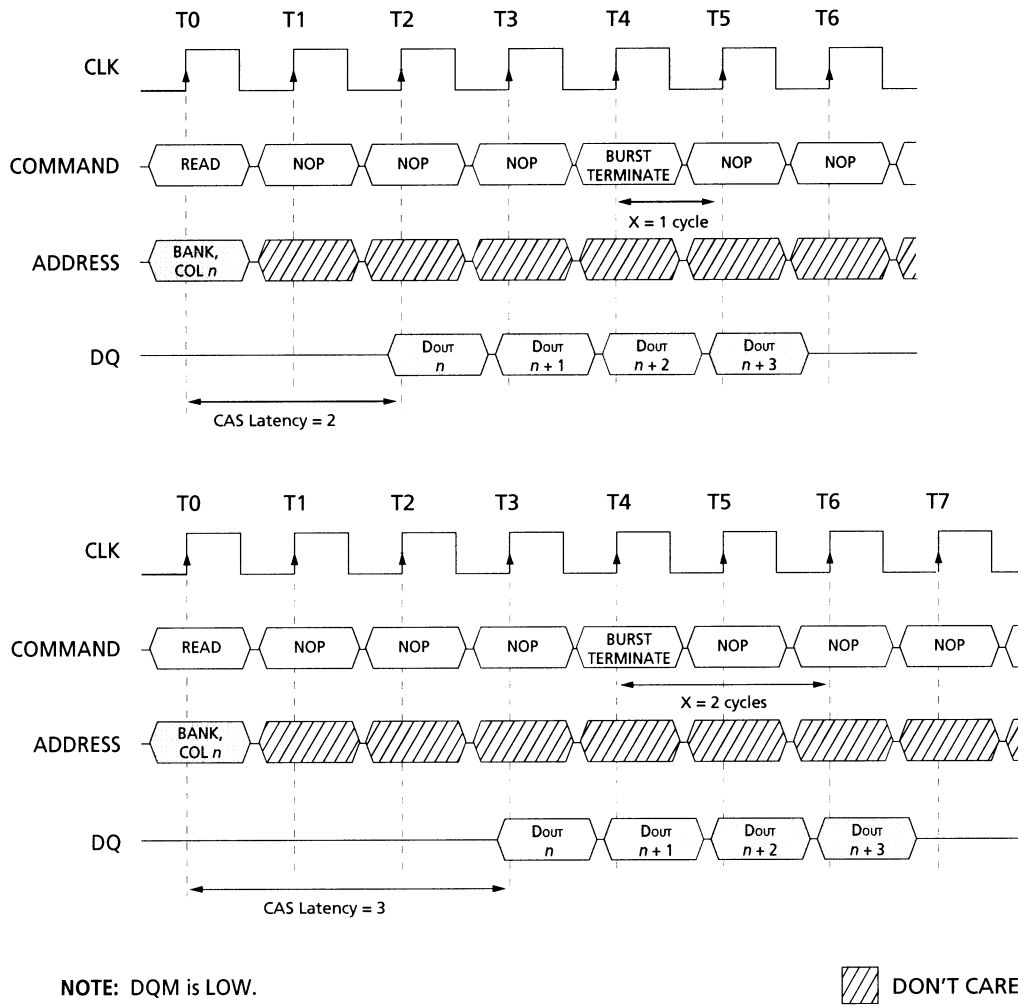 T0 T1 T2 T3 T4 T5 T6
CLK
COMMAND READ NOP NOP NOP BURST TERMINATE NOP NOP
X = 1 cycle
ADDRESS BANK, COL n
DQ DOUT n DOUT n + 1 DOUT n + 2 DOUT n + 3
CAS Latency = 2
T0 T1 T2 T3 T4 T5 T6 T7
CLK
COMMAND READ NOP NOP NOP BURST TERMINATE NOP NOP NOP
X = 2 cycles
ADDRESS BANK, COL n
DQ DOUT n DOUT n + 1 DOUT n + 2 DOUT n + 3
CAS Latency = 3
NOTE: DQM is LOW.
DON'T CARE